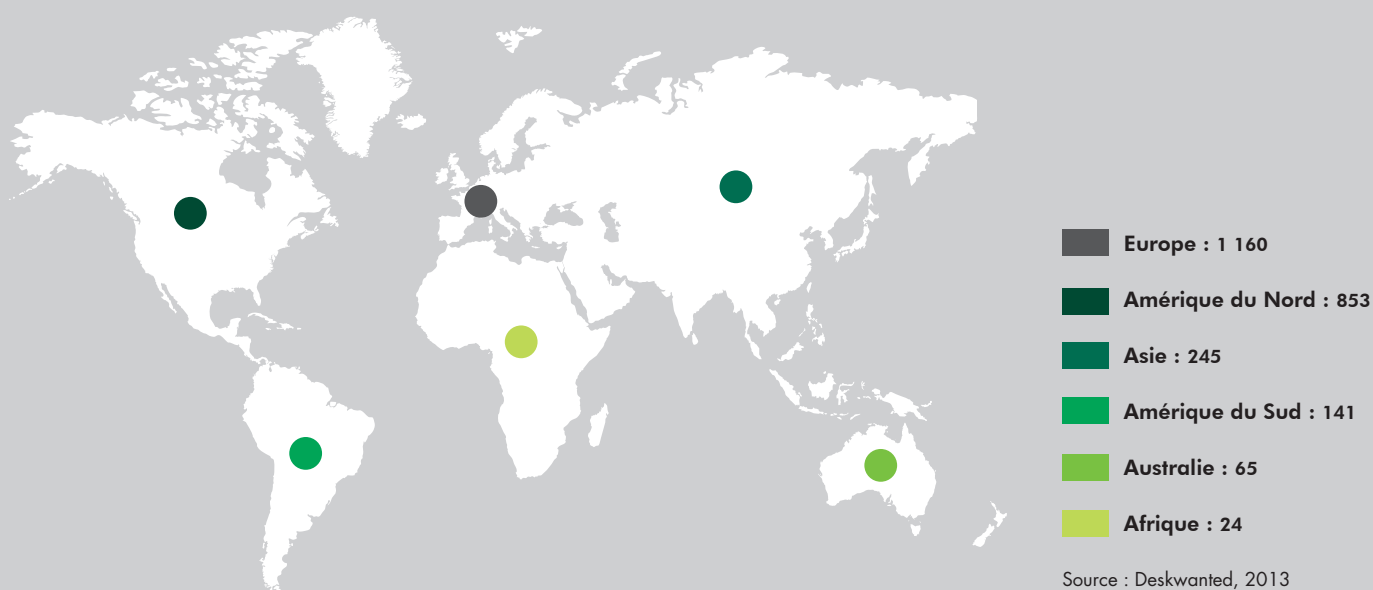 Europe : 1 160
Amérique du Nord : 853
Asie : 245
Amérique du Sud : 141
Australie : 65
Afrique : 24
Source : Deskwanted, 2013